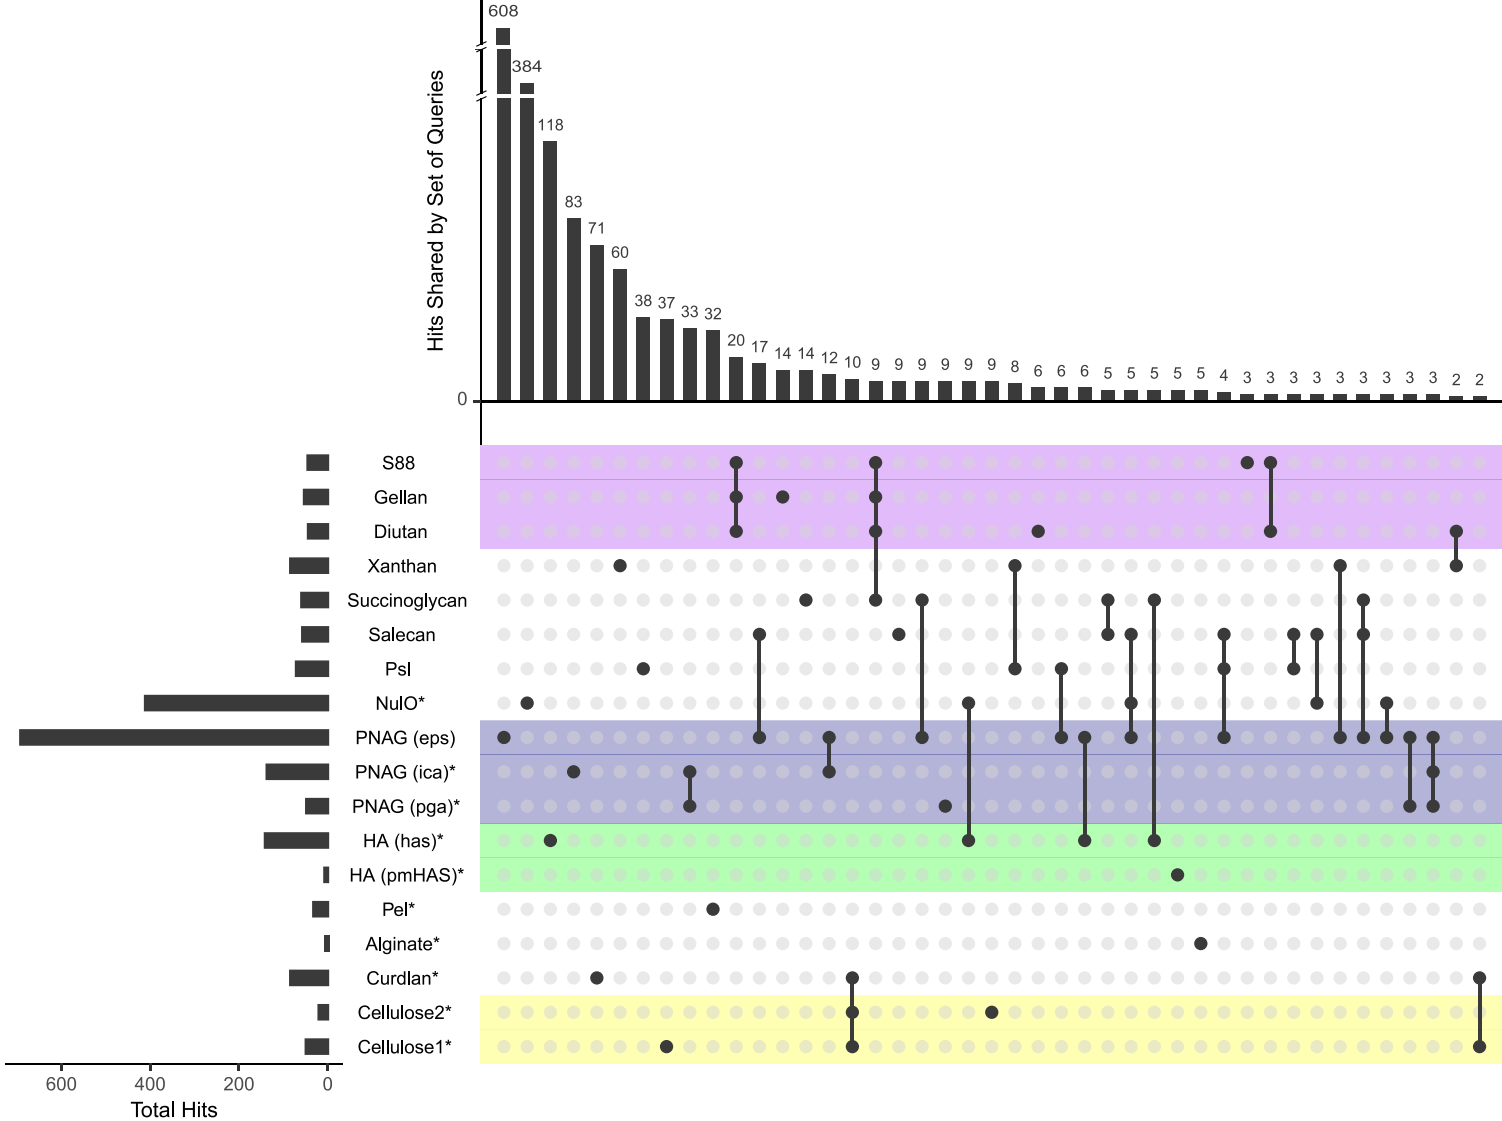 608
384
118
83
71
60
38 37 33 32 20 17 14 14 12 10 9 9 9 9 9 9 8 6 6 6 5 5 5 5 5 4 3 3 3 3 3 3 3 3 3 2 2
Hits Shared by Set of Queries
0
S88
Gellan
Diutan
Xanthan
Succinoglycan
Salecan
Psl
NulO*
PNAG (eps)
PNAG (ica)*
PNAG (pga)*
HA (has)*
HA (pmHAS)*
Pel*
Alginate*
Curdlan*
Cellulose2*
Cellulose1*
600 400 200 0
Total Hits